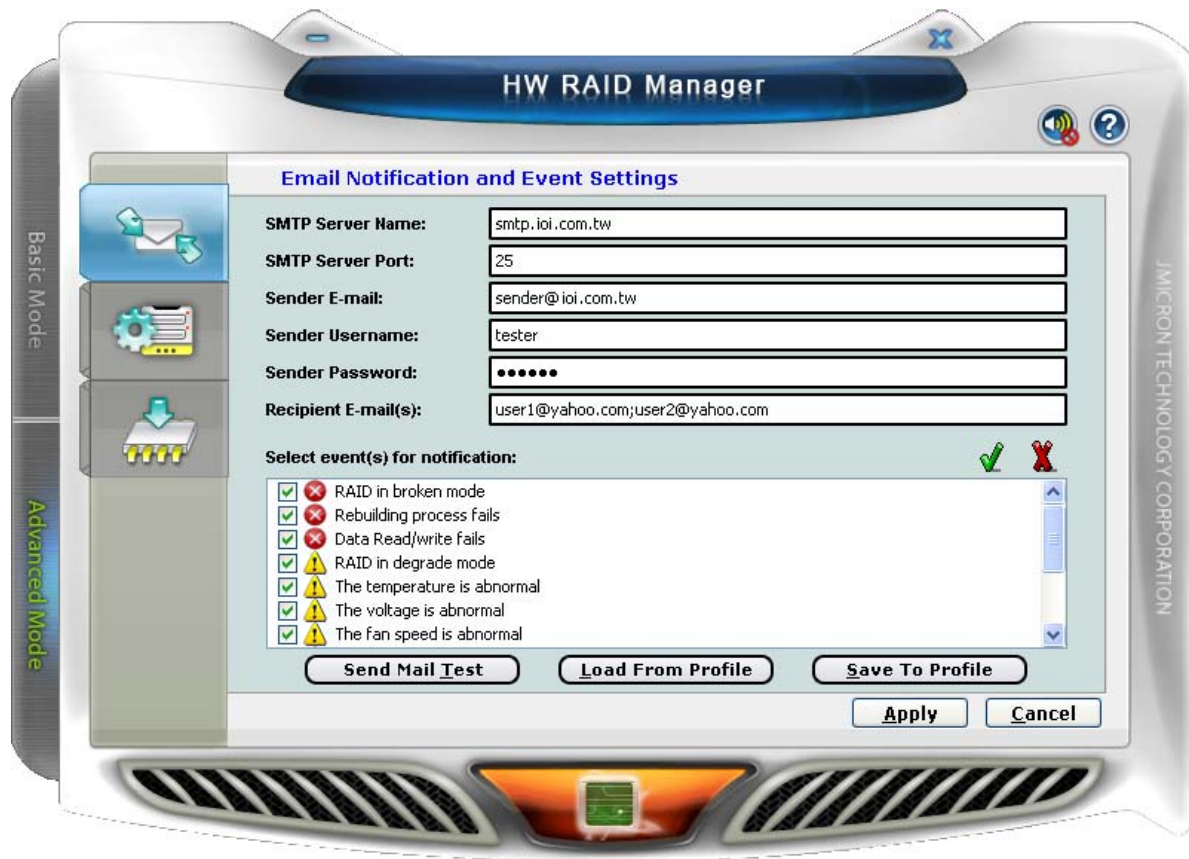 HW RAID Manager
Basic Mode
Advanced Mode
Email Notification and Event Settings
SMTP Server Name: smtp.ioi.com.tw
SMTP Server Port: 25
Sender E-mail: sender@ioi.com.tw
Sender Username: tester
Sender Password: ●●●●●●
Recipient E-mail(s): user1@yahoo.com;user2@yahoo.com
Select event(s) for notification:
RAID in broken mode
Rebuilding process fails
Data Read/write fails
RAID in degrade mode
The temperature is abnormal
The voltage is abnormal
The fan speed is abnormal
Send Mail Test Load From Profile Save To Profile
Apply Cancel
JMICRON TECHNOLOGY CORPORATION